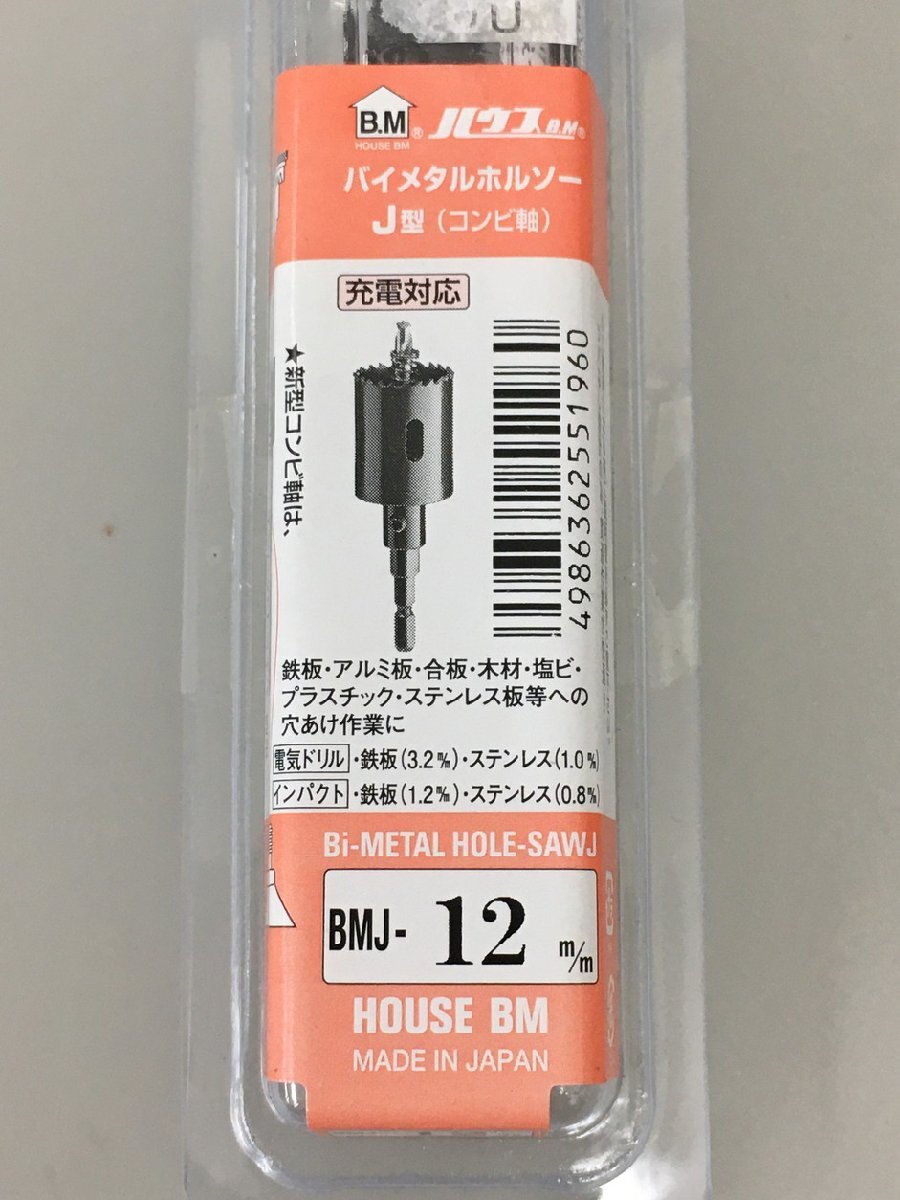 B.M®
HOUSE BM
ハウスB.M®
バイメタルホルソー
J型(コンビ軸)
充電対応
★新型コンビ軸は、
4986362551960
鉄板・アルミ板・合板・木材・塩ビ・
プラスチック・ステンレス板等への
穴あけ作業に
電気ドリル・鉄板(3.2㎜)・ステンレス(1.0㎜)
インパクト・鉄板(1.2㎜)・ステンレス(0.8㎜)
Bi-METAL HOLE-SAWJ
BMJ-12m/m
HOUSE BM
MADE IN JAPAN